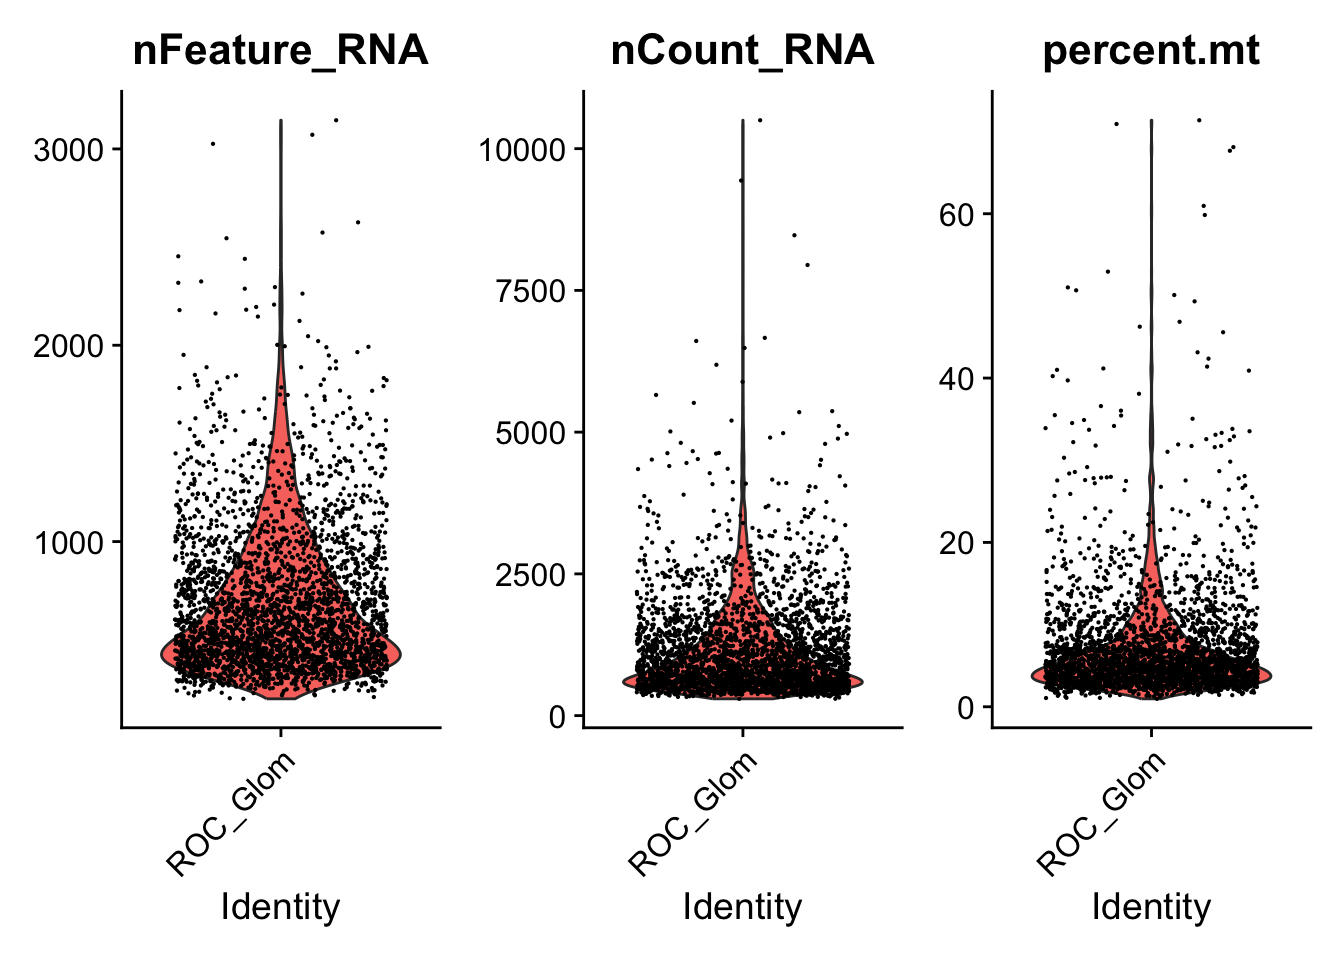 nFeature_RNA
3000
2000
1000
ROC_Glom
Identity
nCount_RNA
10000
7500
5000
2500
0
ROC_Glom
Identity
percent.mt
60
40
20
0
ROC_Glom
Identity